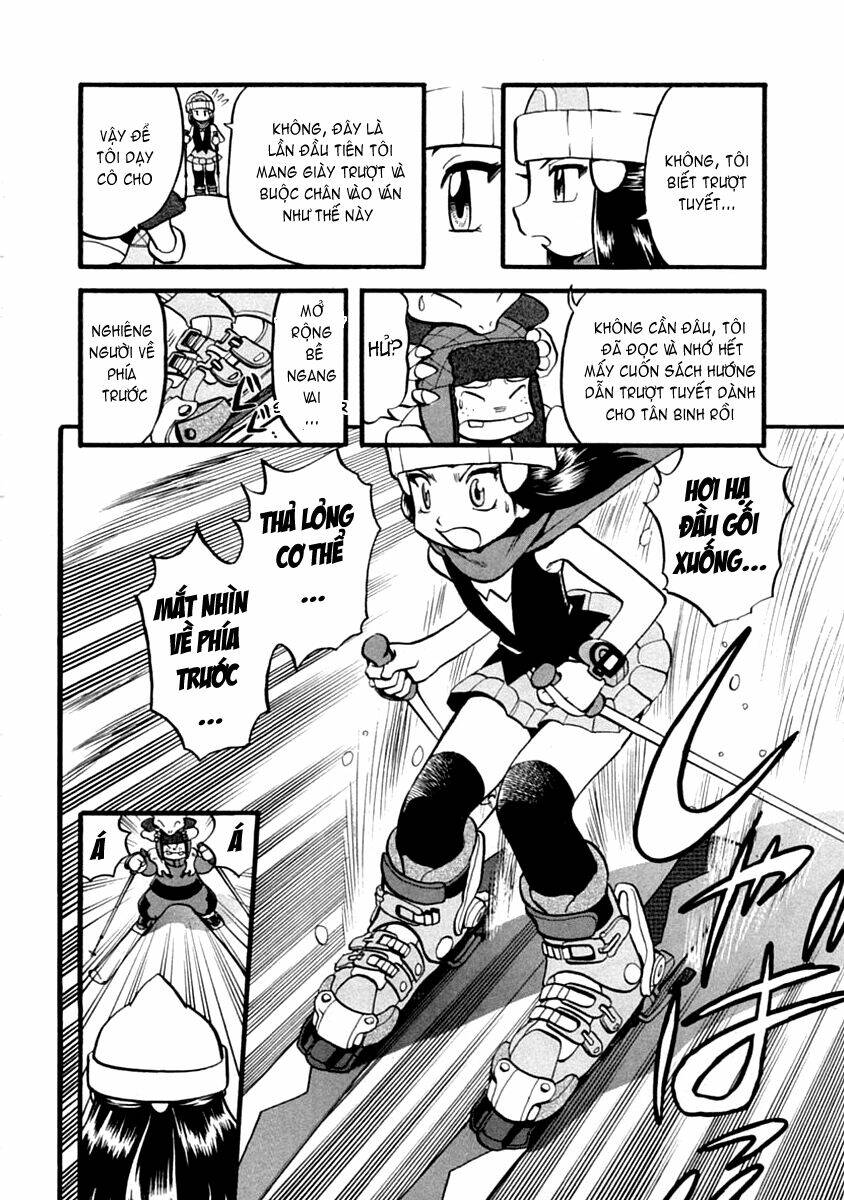 KHÔNG, TÔI
BIẾT TRƯỢT
TUYẾT...
KHÔNG, ĐÂY LÀ
LẦN ĐẦU TIÊN TÔI
MANG GIÀY TRƯỢT VÀ
BUỘC CHÂN VÀO VÁN
NHƯ THẾ NÀY
VẬY ĐỂ
TÔI DẠY
CÔ CHO
KHÔNG CẦN ĐÂU, TÔI
ĐÃ ĐỌC VÀ NHỚ HẾT
MẤY CUỐN SÁCH HƯỚNG
DẪN TRƯỢT TUYẾT DÀNH
CHO TÂN BINH RỒI
HỬ?
MỞ
RỘNG
BỀ
NGANG
VAI
...
NGHIÊNG
NGƯỜI VỀ
PHÍA
TRƯỚC
HƠI HẠ
ĐẦU GỐI
XUỐNG...
THẢ LỎNG
CƠ THỂ
...
MẮT NHÌN
VỀ PHÍA
TRƯỚC
...
Á
Á